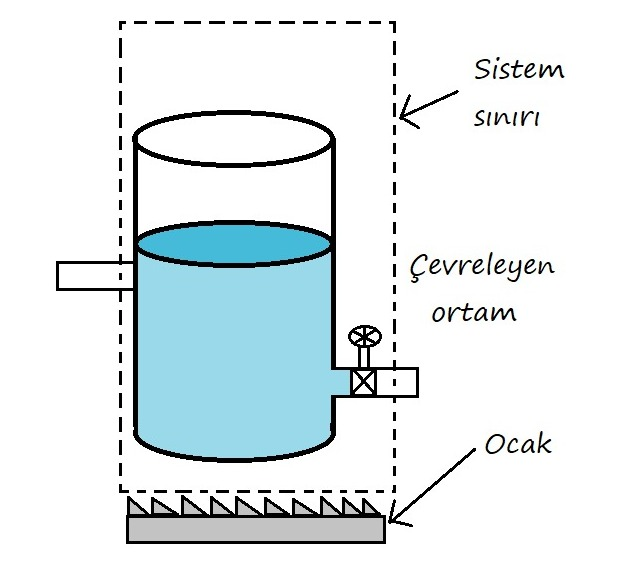 Sistem
sınırı
Çevreleyen
ortam
Ocak